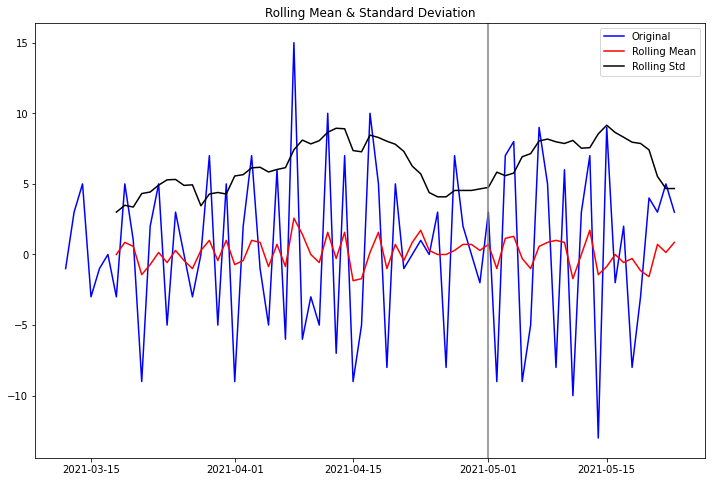 Rolling Mean & Standard Deviation
Original
Rolling Mean
Rolling Std
15
10
5
0
−5
−10
2021-03-15 2021-04-01 2021-04-15 2021-05-01 2021-05-15